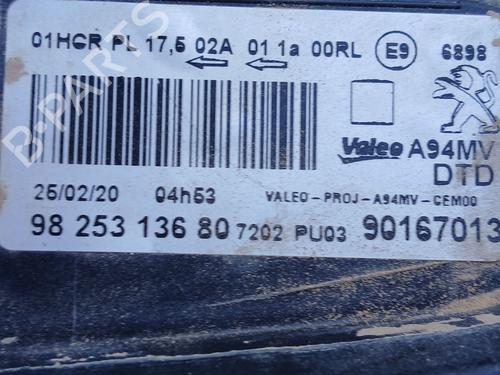 01HCR PL 17,5 02A 01 1a 00RL E9 6898
B-PARTS
Valeo A94MV
DTD
25/02/20 04h53 VALEO-PROJ-A94MV-CEM00
98 253 136 80 7202 PU03 90167013